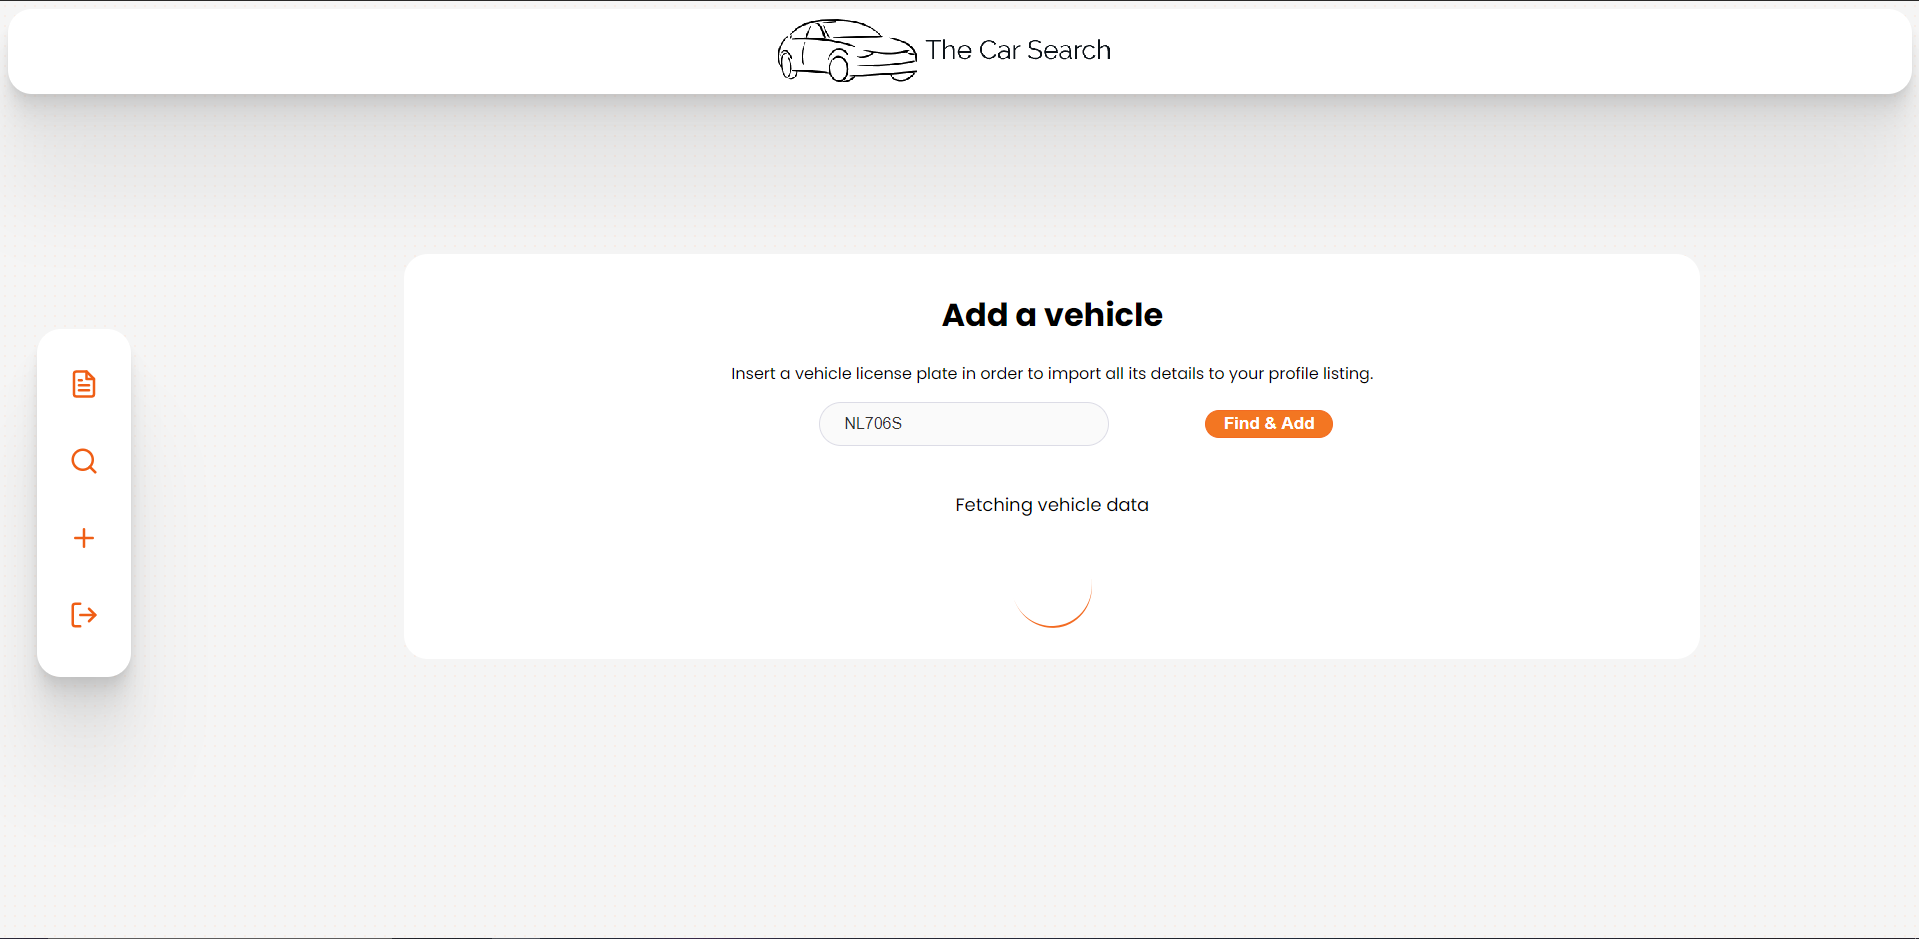 The Car Search
Add a vehicle
Insert a vehicle license plate in order to import all its details to your profile listing.
NL706S
Find & Add
Fetching vehicle data